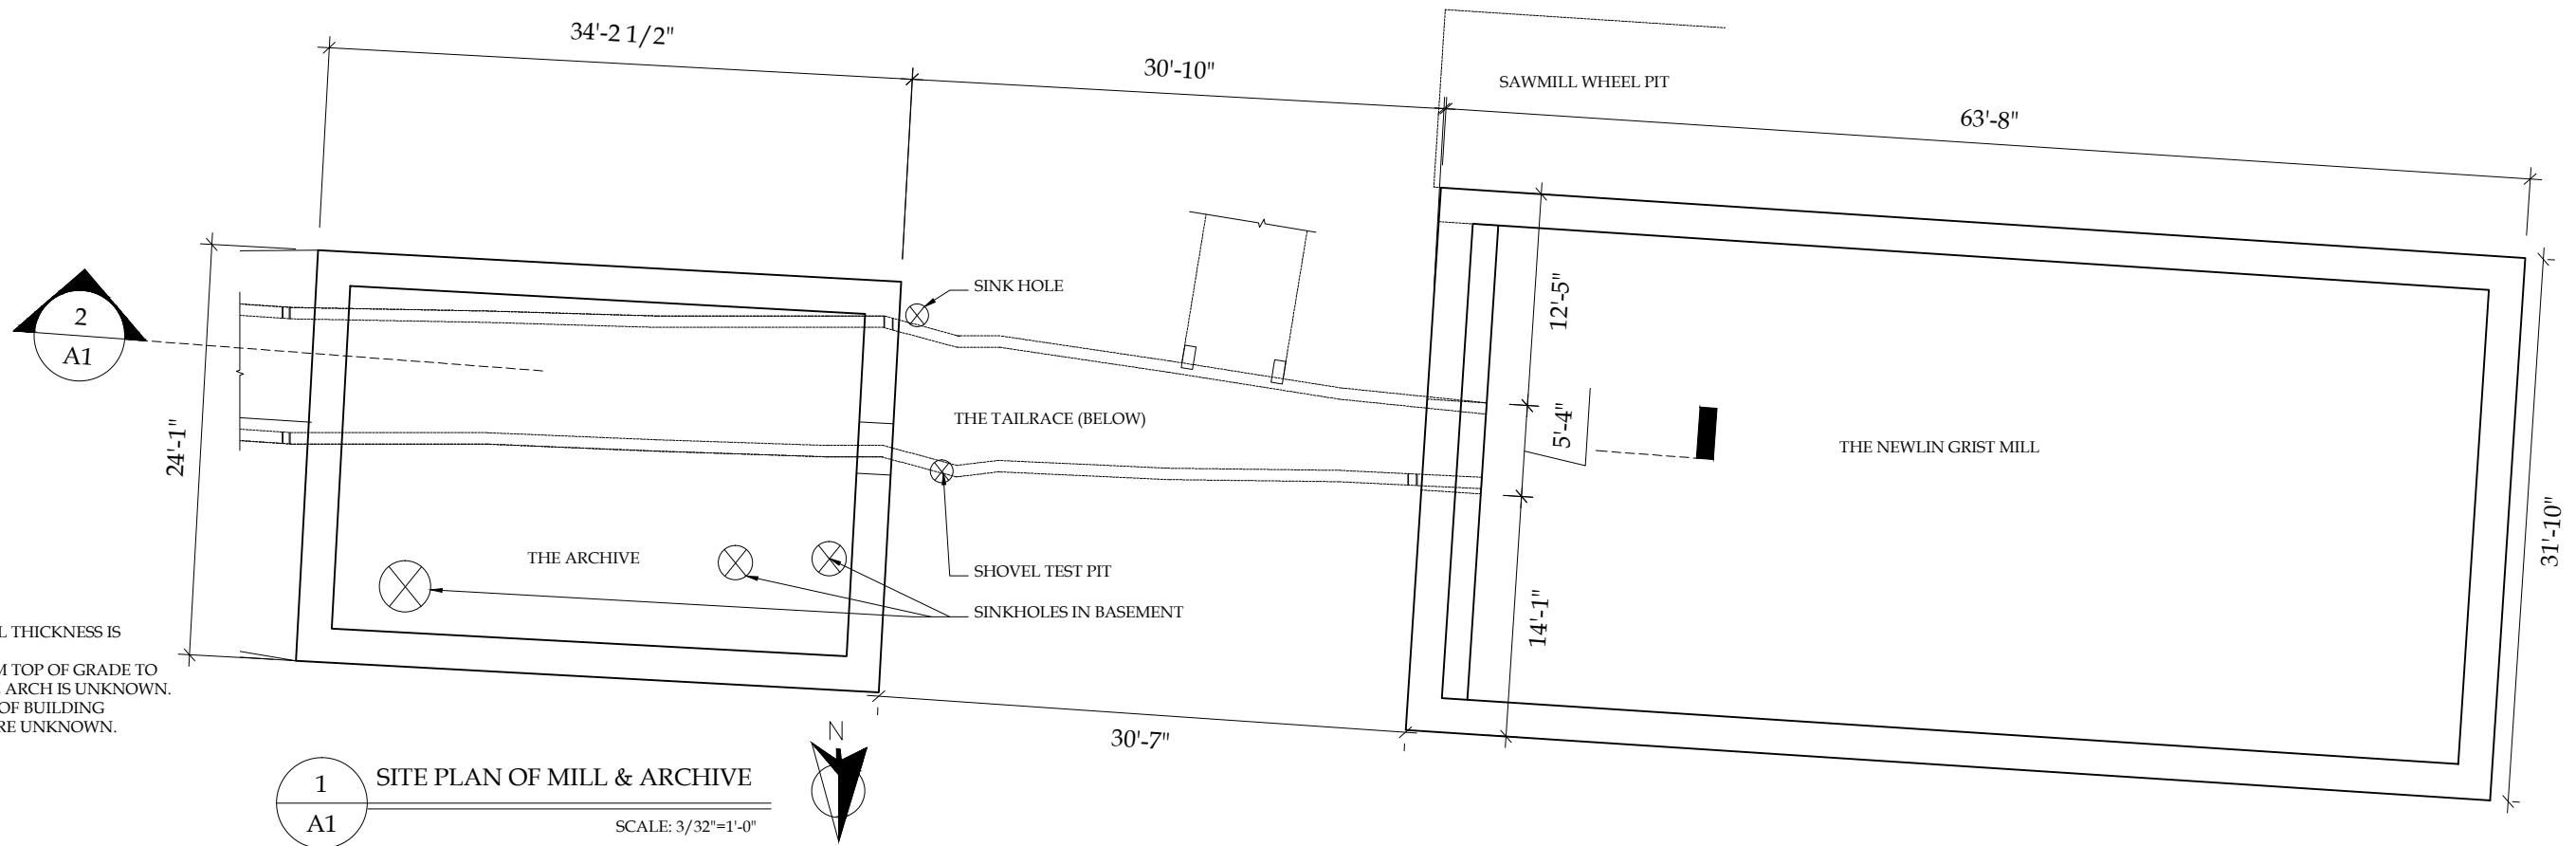 34'-2 1/2"
30'-10"
SAWMILL WHEEL PIT
63'-8"
SINK HOLE
2
A1
12'-5"
5'-4"
THE TAILRACE (BELOW)
THE NEWLIN GRIST MILL
24'-1"
31'-10"
THE ARCHIVE
SHOVEL TEST PIT
SINKHOLES IN BASEMENT
14'-1"
THICKNESS IS
TOP OF GRADE TO
ARCH IS UNKNOWN.
OF BUILDING
UNKNOWN.
30'-7"
N
1
A1
SITE PLAN OF MILL & ARCHIVE
SCALE: 3/32"=1'-0"